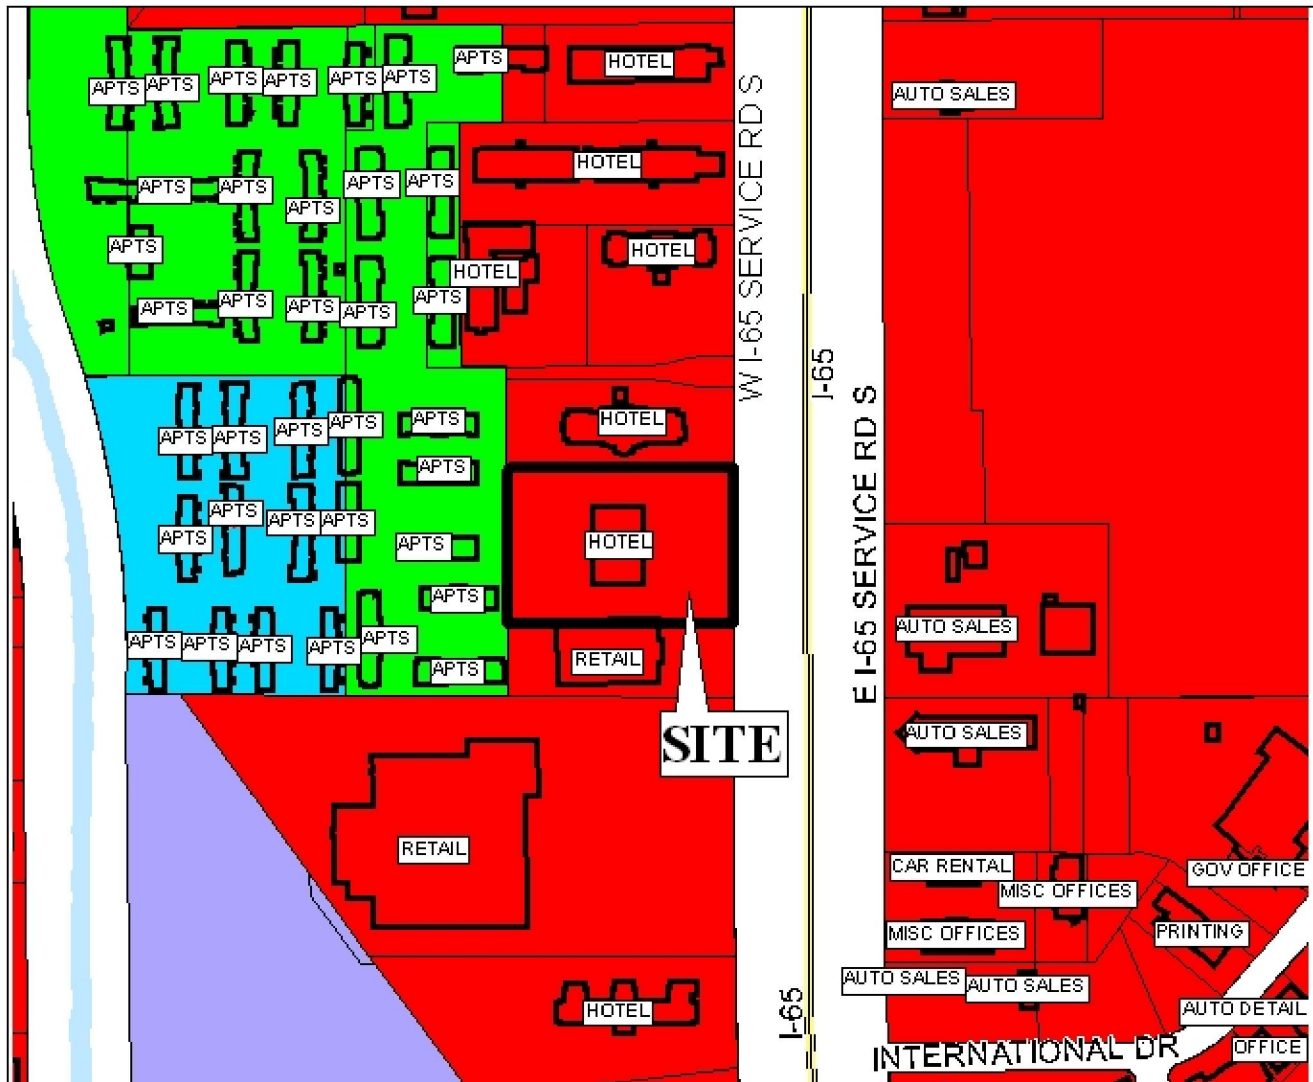 APTS
HOTEL
APTS
APTS
APTS
APTS
APTS
APTS
AUTO SALES
HOTEL
APTS
APTS
APTS
APTS
APTS
W I-65 SERVICE RD S
APTS
HOTEL
HOTEL
APTS
APTS
APTS
APTS
APTS
I-65
E I-65 SERVICE RD S
APTS
APTS
HOTEL
APTS
APTS
APTS
APTS
APTS
APTS
APTS
APTS
APTS
HOTEL
APTS
AUTO SALES
APTS
APTS
APTS
APTS
APTS
APTS
RETAIL
APTS
SITE
AUTO SALES
RETAIL
CAR RENTAL
GOV OFFICE
MISC OFFICES
MISC OFFICES
PRINTING
AUTO SALES
AUTO SALES
HOTEL
I-65
AUTO DETAIL
INTERNATIONAL DR
OFFICE